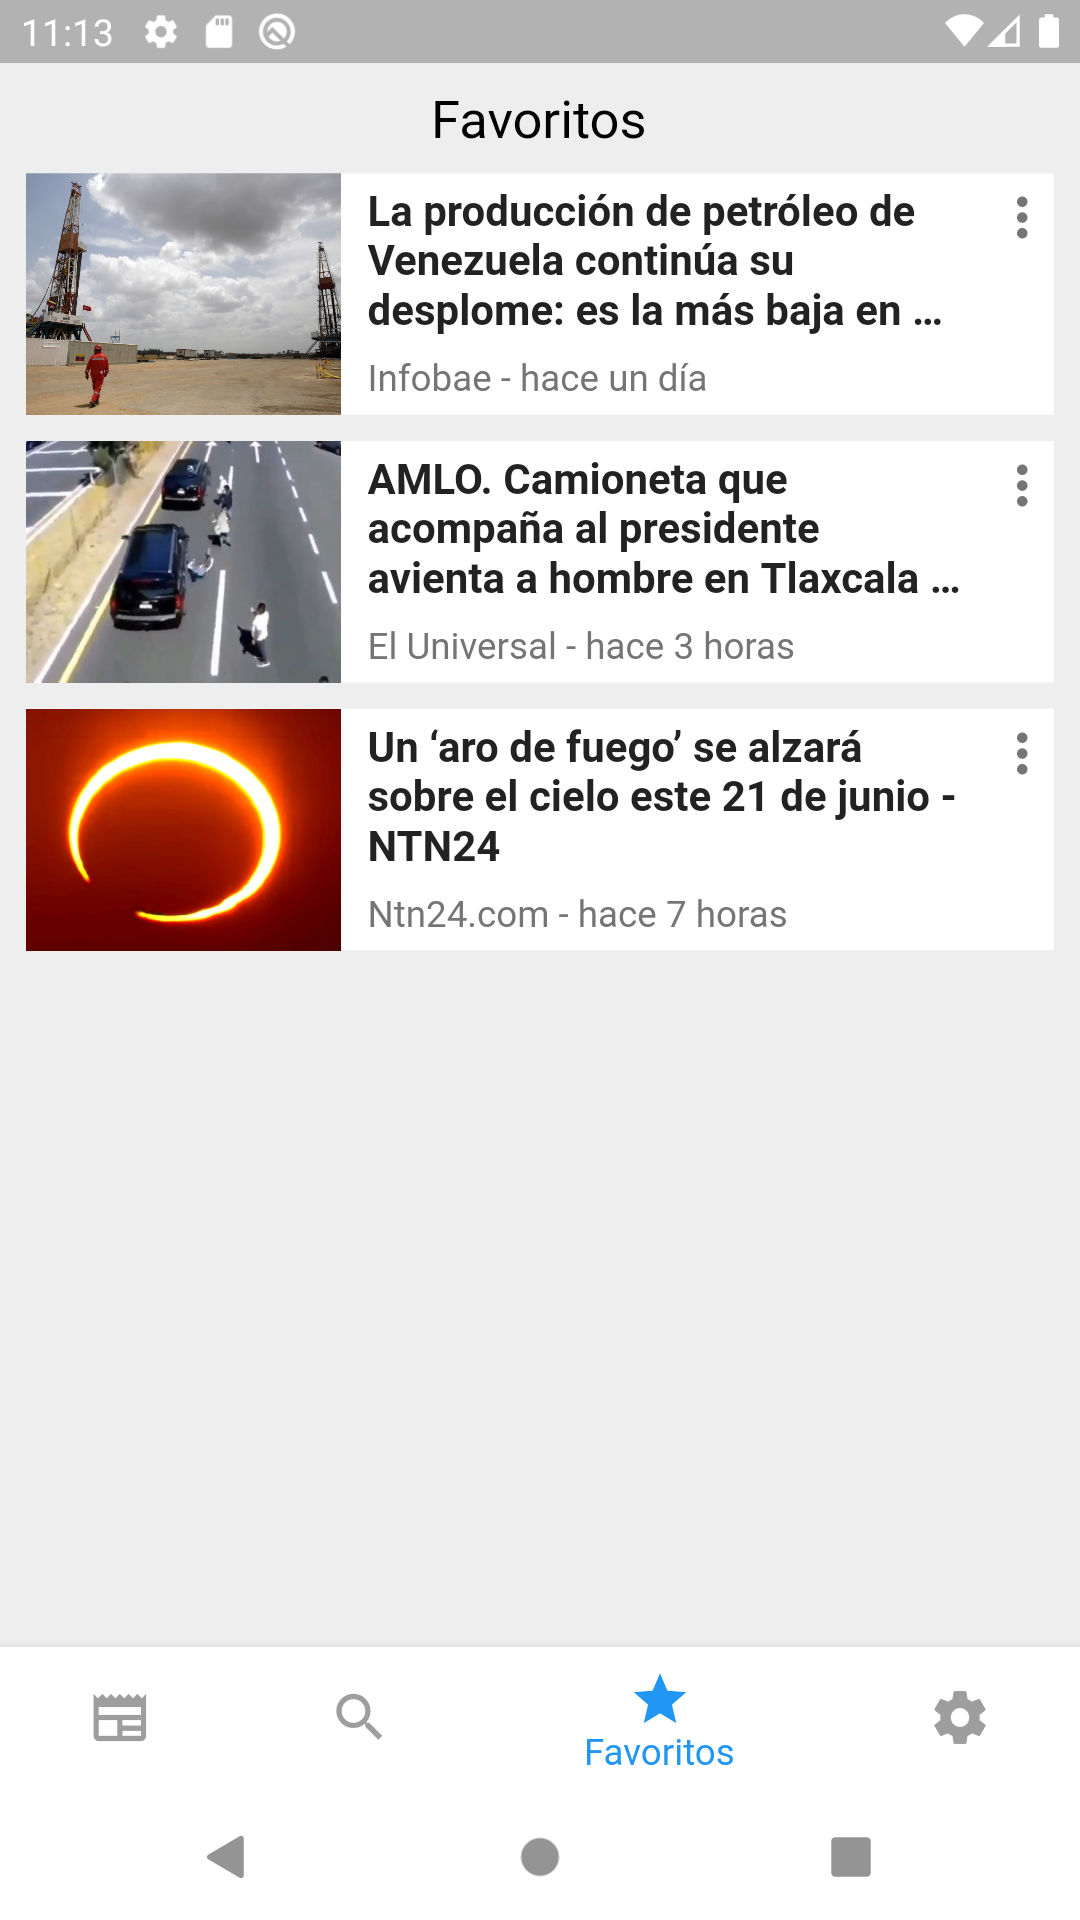 11:13
Favoritos
La producción de petróleo de
Venezuela continúa su
desplome: es la más baja en ...
Infobae - hace un día
AMLO. Camioneta que
acompaña al presidente
avienta a hombre en Tlaxcala ...
El Universal - hace 3 horas
Un ‘aro de fuego’ se alzará
sobre el cielo este 21 de junio -
NTN24
Ntn24.com - hace 7 horas
Favoritos